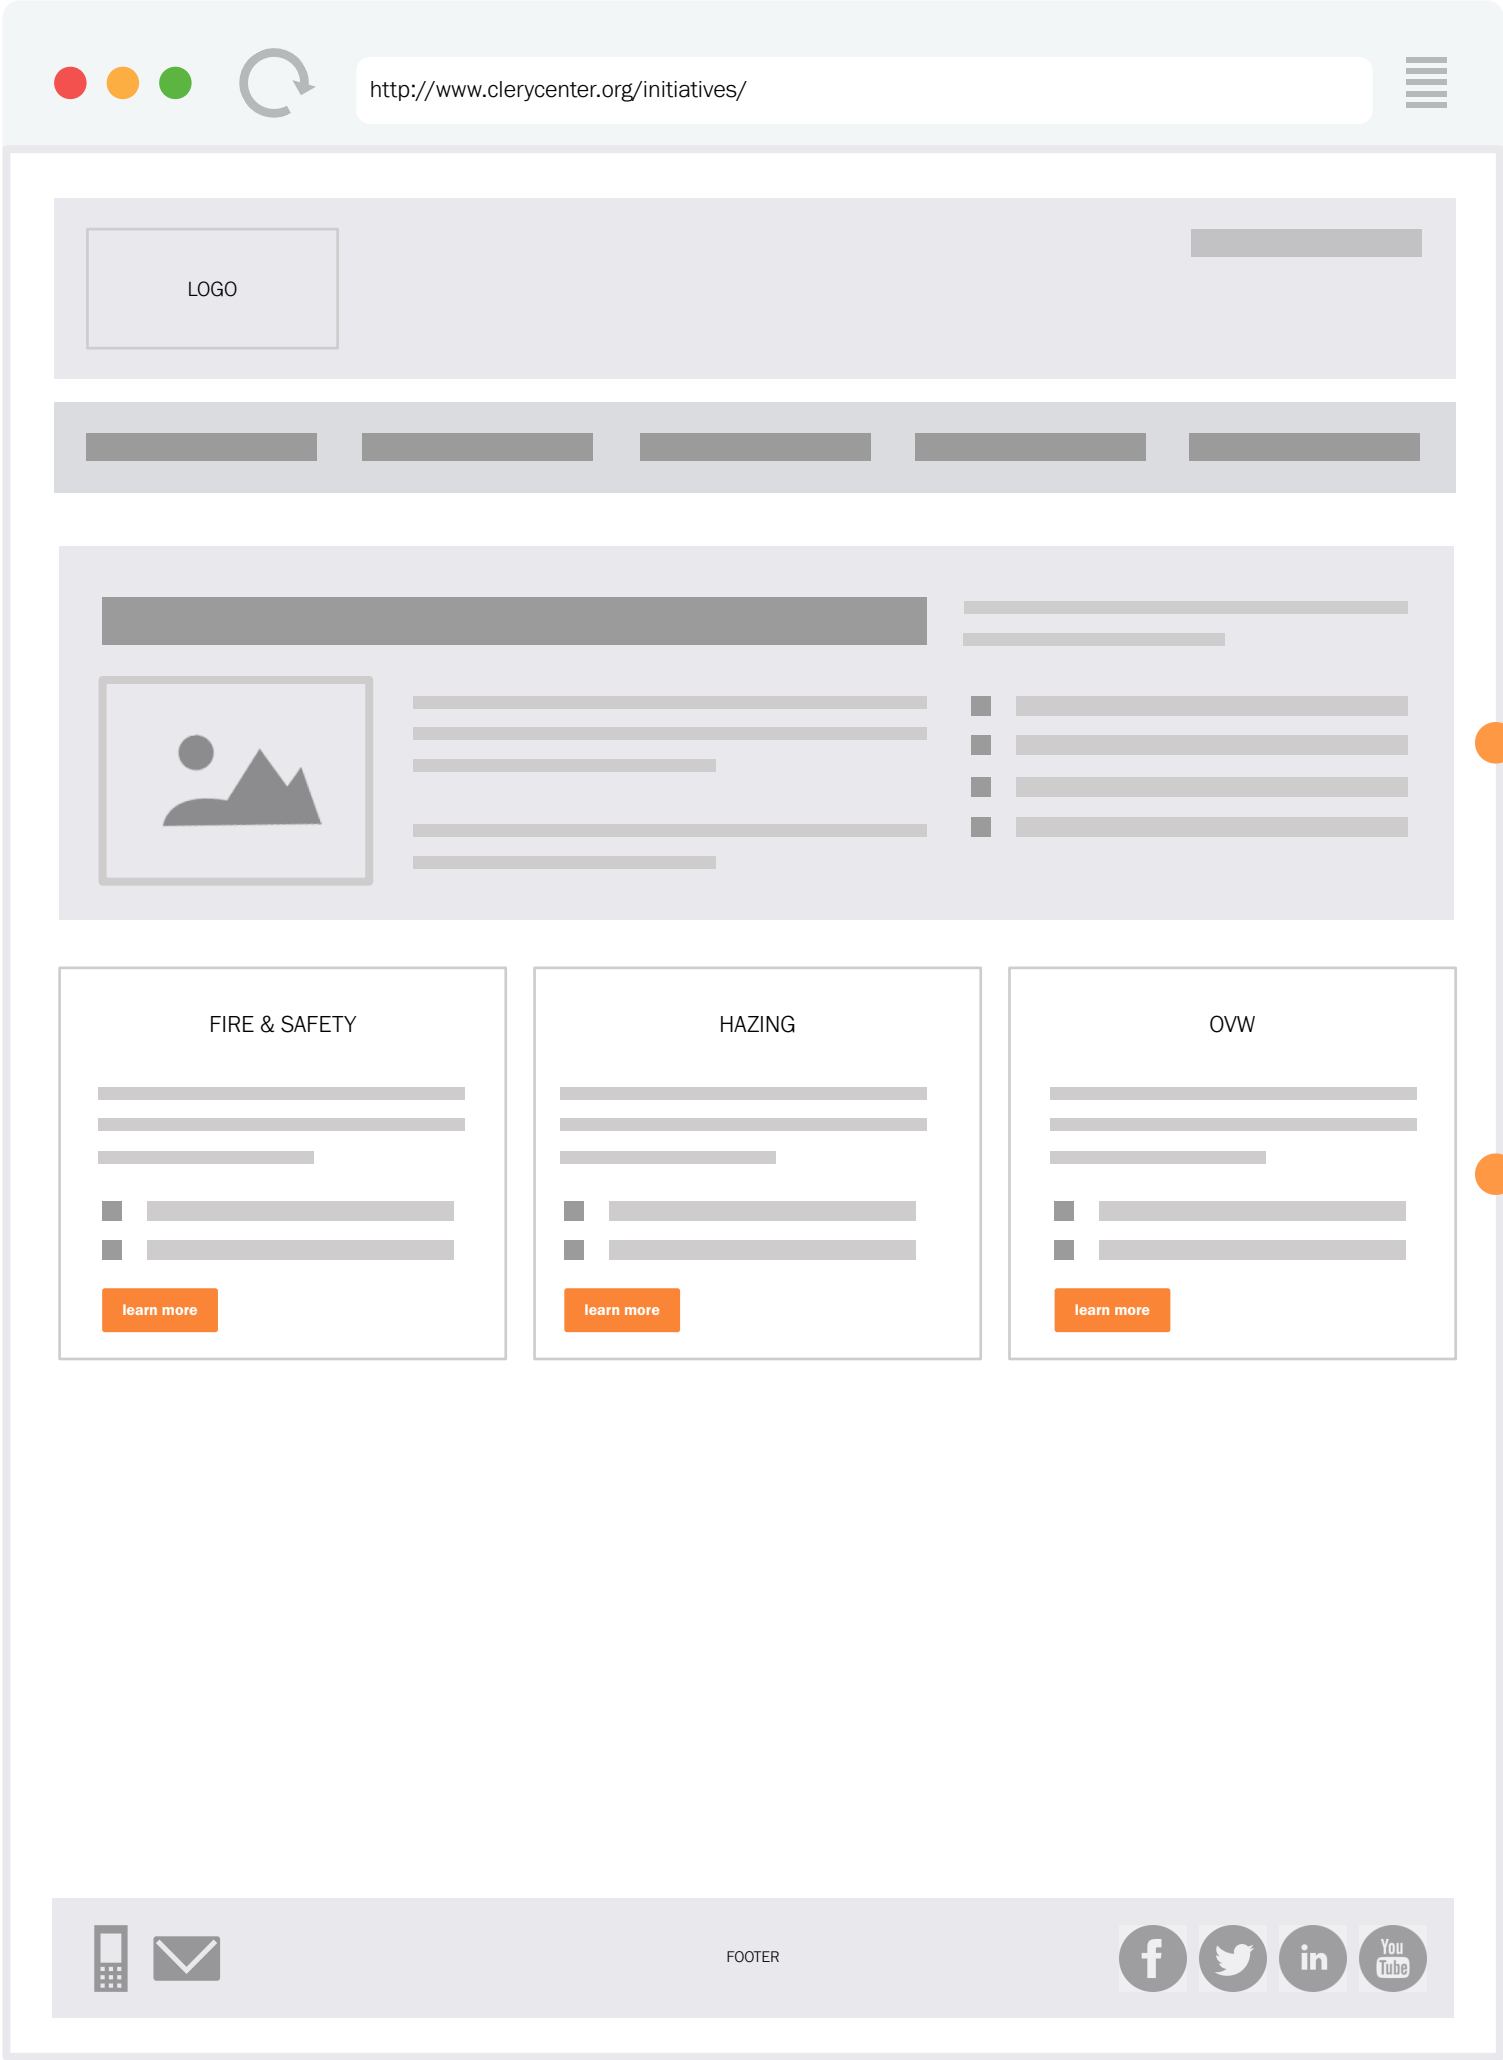 http://www.clerycenter.org/initiatives/
LOGO
FIRE & SAFETY
HAZING
OVW
learn more
learn more
learn more
FOOTER
f
in
You
Tube